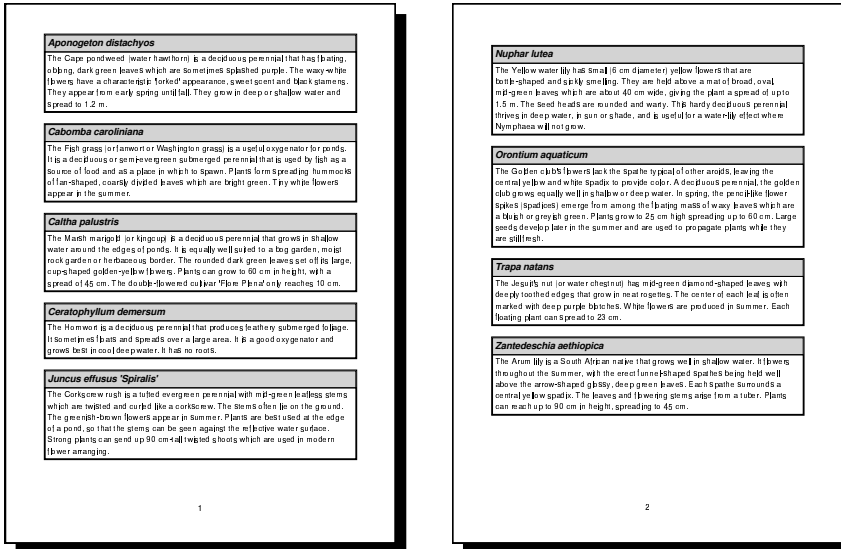 Aponogeton distachyos
The Cape pondweed (water hawthorn) is a deciduous perennial that has floating,
oblong, dark green leaves which are sometimes splashed purple. The waxy-white
flowers have a characteristic 'forked' appearance, sweet scent and black stamens.
They appear from early spring until fall. They grow in deep or shallow water and
spread to 1.2 m.
Cabomba caroliniana
The Fish grass (or fanwort or Washington grass) is a useful oxygenator for ponds.
It is a deciduous or semi-evergreen submerged perennial that is used by fish as a
source of food and as a place in which to spawn. Plants form spreading hummocks
of fan-shaped, coarsly divided leaves which are bright green. Tiny white flowers
appear in the summer.
Caltha palustris
The Marsh marigold (or kingcup) is a deciduous perennial that grows in shallow
water around the edges of ponds. It is equally well suited to a bog garden, moist
rock garden or herbaceous border. The rounded dark green leaves set off its large,
cup-shaped golden-yellow flowers. Plants can grow to 60 cm in height, with a
spread of 45 cm. The double-flowered cultivar 'Flore Plena' only reaches 10 cm.
Ceratophyllum demersum
The Hornwort is a deciduous perennial that produces feathery submerged foliage.
It sometimes floats and spreads over a large area. It is a good oxygenator and
grows best in cool deep water. It has no roots.
Juncus effusus 'Spiralis'
The Corkscrew rush is a tufted evergreen perennial with mid-green leafless stems
which are twisted and curled like a corkscrew. The stems often lie on the ground.
The greenish-brown flowers appear in summer. Plants are best used at the edge
of a pond, so that the stems can be seen against the reflective water surface.
Strong plants can send up 90 cm-tall twisted shoots which are used in modern
flower arranging.
1
Nuphar lutea
The Yellow water lily has small (6 cm diameter) yellow flowers that are
bottle-shaped and sickly smelling. They are held above a mat of broad, oval,
mid-green leaves which are about 40 cm wide, giving the plant a spread of up to
1.5 m. The seed heads are rounded and warty. This hardy deciduous perennial
thrives in deep water, in sun or shade, and is useful for a water-lily effect where
Nymphaea will not grow.
Orontium aquaticum
The Golden club's flowers lack the spathe typical of other aroids, leaving the
central yellow and white spadix to provide color. A deciduous perennial, the golden
club grows equally well in shallow or deep water. In spring, the pencil-like flower
spikes (spadices) emerge from among the floating mass of waxy leaves which are
a bluish or greyish green. Plants grow to 25 cm high spreading up to 60 cm. Large
seeds develop later in the summer and are used to propagate plants while they
are still fresh.
Trapa natans
The Jesuit's nut (or water chestnut) has mid-green diamond-shaped leaves with
deeply toothed edges that grow in neat rosettes. The center of each leaf is often
marked with deep purple blotches. White flowers are produced in summer. Each
floating plant can spread to 23 cm.
Zantedeschia aethiopica
The Arum lily is a South African native that grows well in shallow water. It flowers
throughout the summer, with the erect funnel-shaped spathes being held well
above the arrow-shaped glossy, deep green leaves. Each spathe surrounds a
central yellow spadix. The leaves and flowering stems arise from a tuber. Plants
can reach up to 90 cm in height, spreading to 45 cm.
2